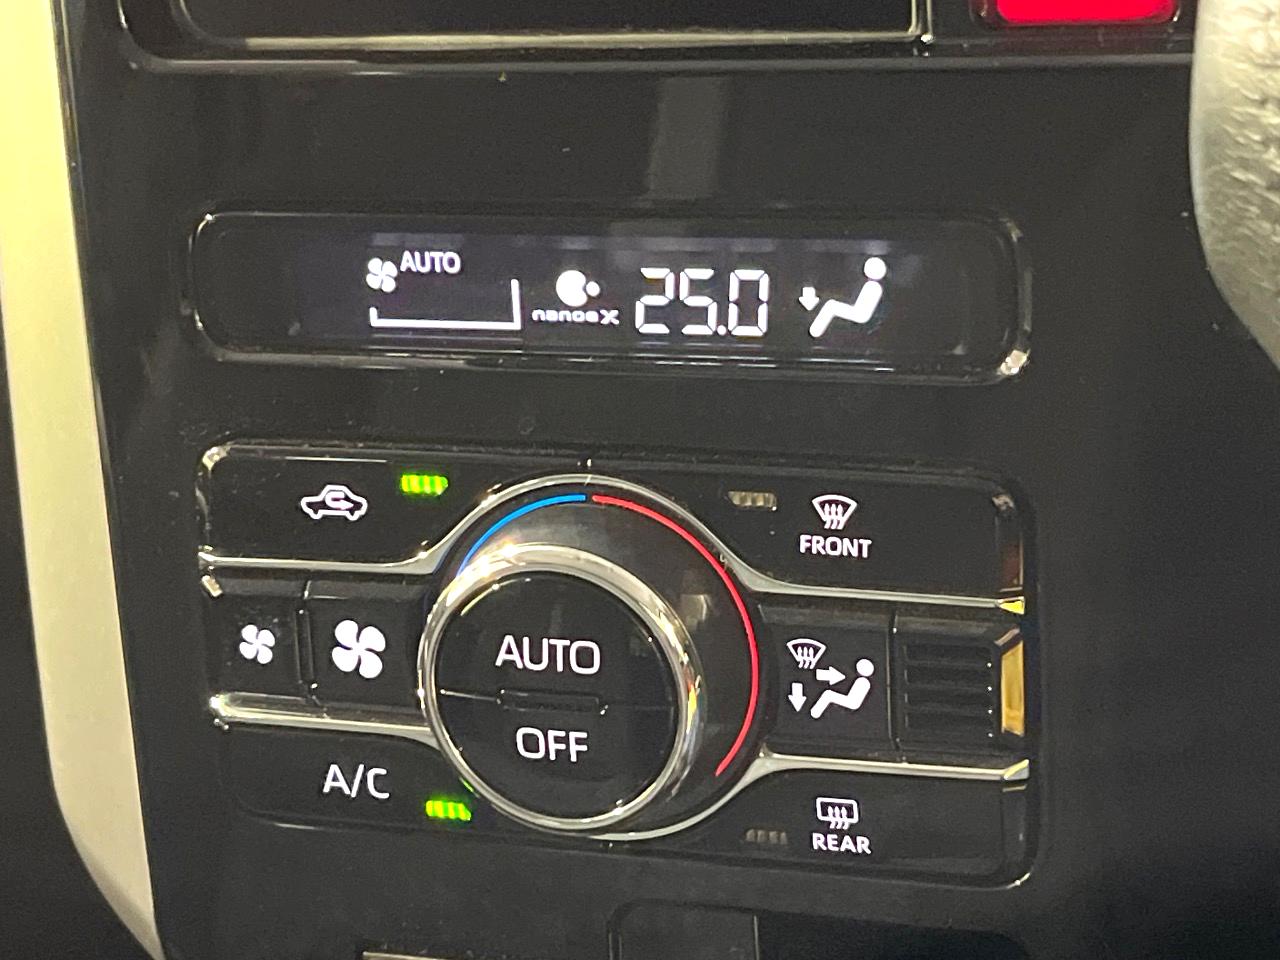 AUTO
nanoe X
25.0
FRONT
AUTO
OFF
A/C
REAR